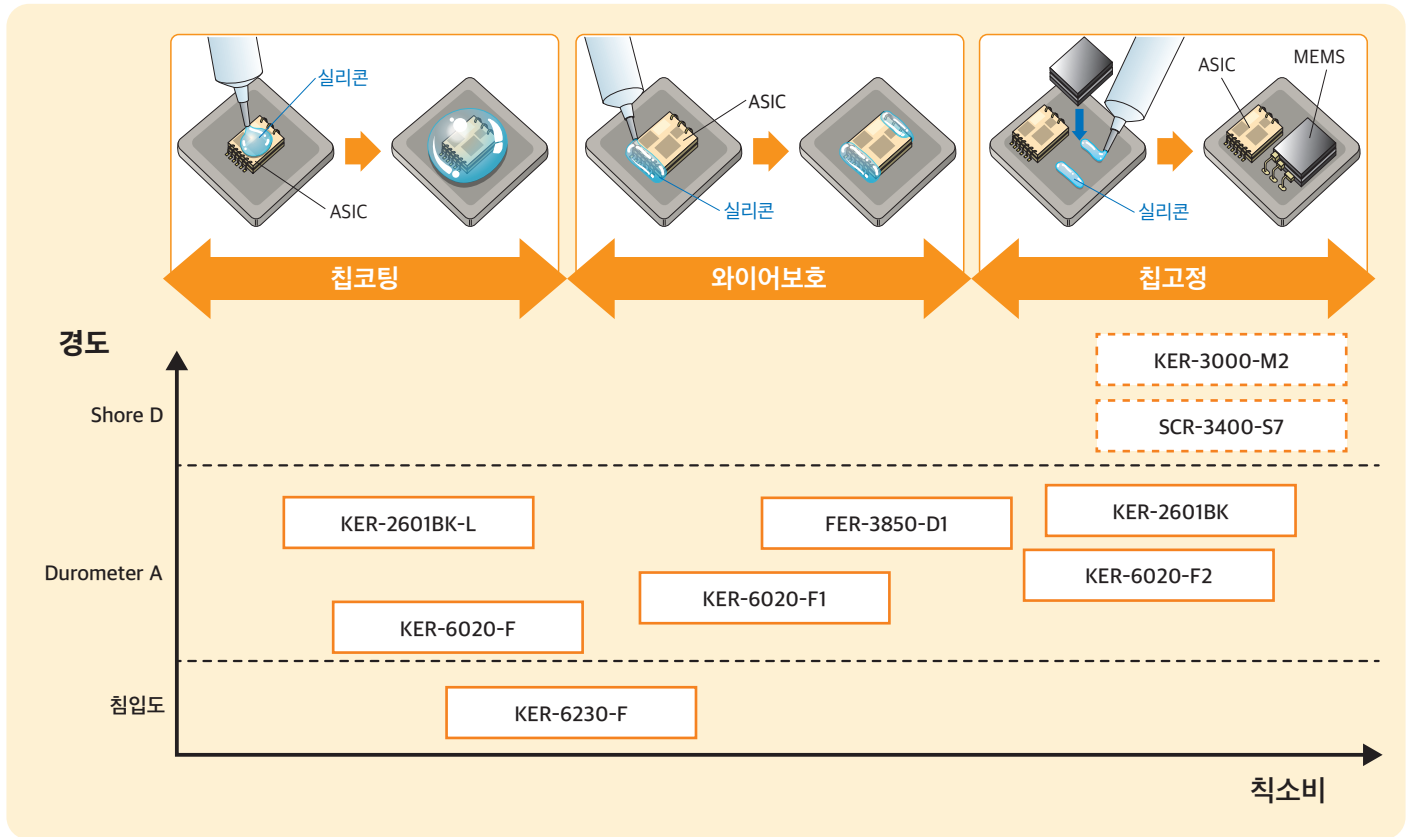 실리콘
ASIC
ASIC
실리콘
ASIC
MEMS
실리콘
칩코팅
와이어보호
칩고정
경도
Shore D
Durometer A
침입도
KER-3000-M2
SCR-3400-S7
KER-2601BK-L
FER-3850-D1
KER-2601BK
KER-6020-F2
KER-6020-F1
KER-6020-F
KER-6230-F
칙소비